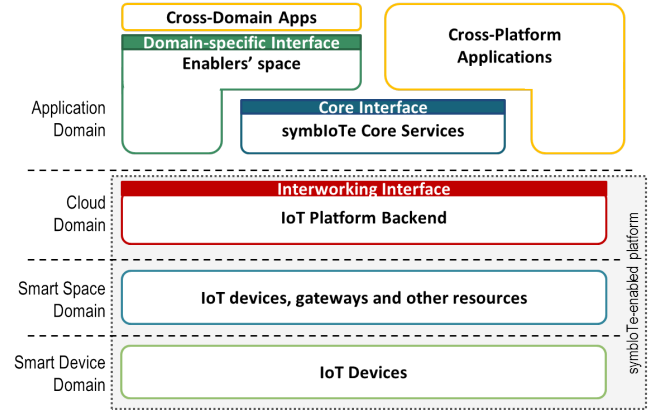 Cross-Domain Apps
Domain-specific Interface
Enablers' space
Cross-Platform
Applications
Application
Domain
Core Interface
symbIoTe Core Services
Cloud
Domain
Interworking Interface
IoT Platform Backend
Smart Space
Domain
IoT devices, gateways and other resources
Smart Device
Domain
IoT Devices
symbIoTe-enabled platform